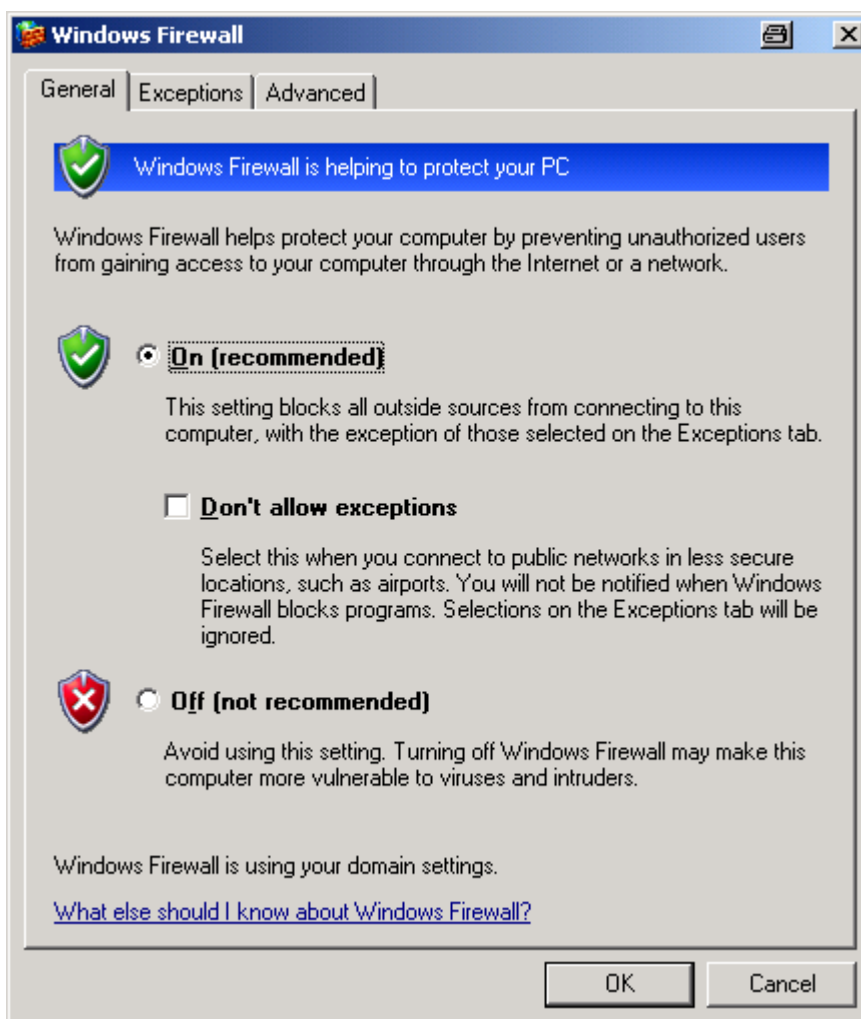 Windows Firewall
General Exceptions Advanced
Windows Firewall is helping to protect your PC
Windows Firewall helps protect your computer by preventing unauthorized users
from gaining access to your computer through the Internet or a network.
On (recommended)
This setting blocks all outside sources from connecting to this
computer, with the exception of those selected on the Exceptions tab.
Don't allow exceptions
Select this when you connect to public networks in less secure
locations, such as airports. You will not be notified when Windows
Firewall blocks programs. Selections on the Exceptions tab will be
ignored.
Off (not recommended)
Avoid using this setting. Turning off Windows Firewall may make this
computer more vulnerable to viruses and intruders.
Windows Firewall is using your domain settings.
What else should I know about Windows Firewall?
OK Cancel